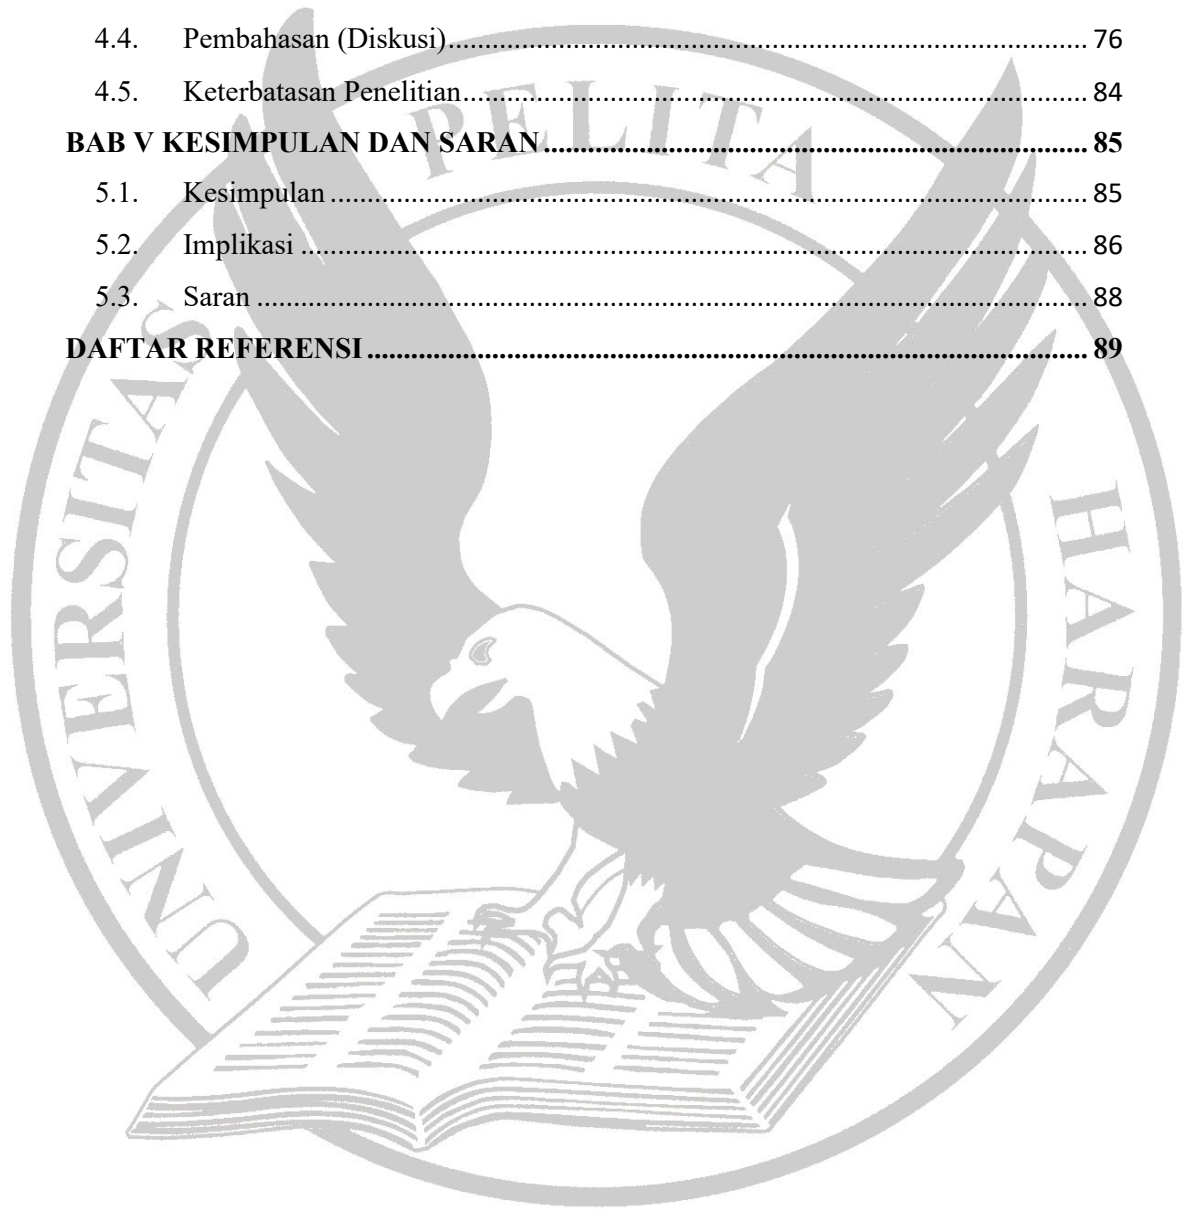 4.4. Pembahasan (Diskusi)........................................................................................ 76
4.5. Keterbatasan Penelitian...................................................................................... 84
BAB V KESIMPULAN DAN SARAN..................................................................... 85
5.1. Kesimpulan ....................................................................................................... 85
5.2. Implikasi ........................................................................................................... 86
5.3. Saran ................................................................................................................. 88
DAFTAR REFERENSI............................................................................................ 89
UNIVERSITAS PELITA HARAPAN